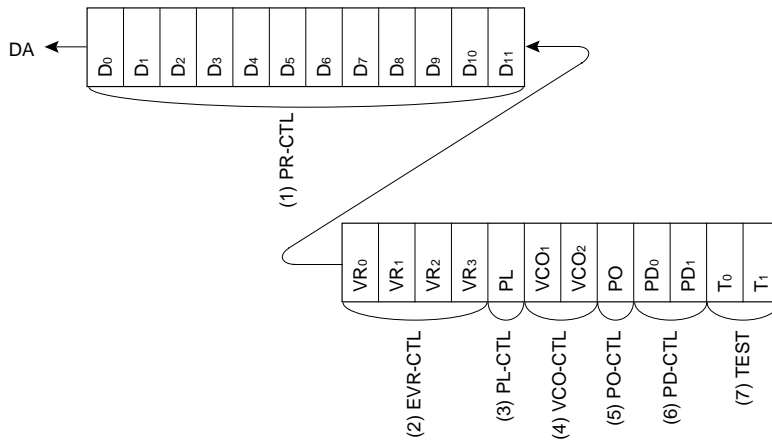 DA
D0 D1 D2 D3 D4 D5 D6 D7 D8 D9 D10 D11
(1) PR-CTL
VR0 VR1 VR2 VR3 PL VCO1 VCO2 PO PD0 PD1 T0 T1
(2) EVR-CTL
(3) PL-CTL
(4) VCO-CTL
(5) PO-CTL
(6) PD-CTL
(7) TEST